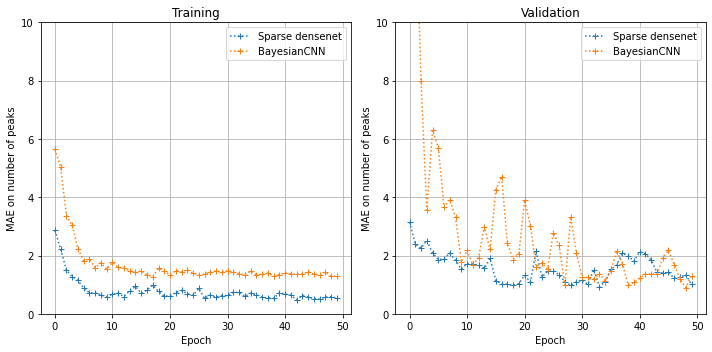 Training
MAE on number of peaks
10
8
6
4
2
0
Sparse densenet
BayesianCNN
0 10 20 30 40 50
Epoch
Validation
MAE on number of peaks
10
8
6
4
2
0
Sparse densenet
BayesianCNN
0 10 20 30 40 50
Epoch